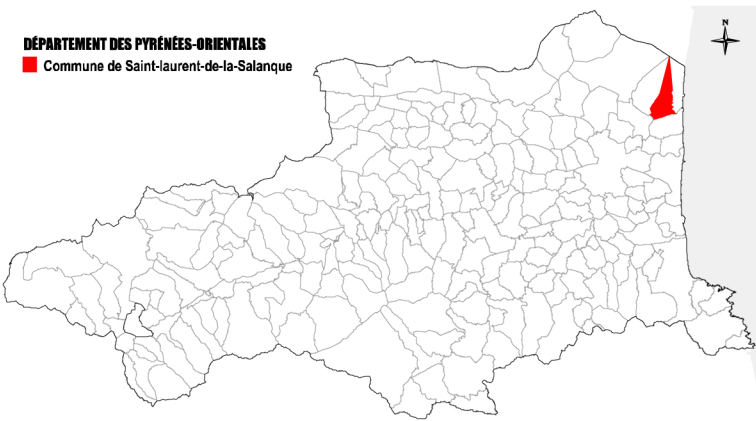 DÉPARTEMENT DES PYRÉNÉES-ORIENTALES
Commune de Saint-laurent-de-la-Salanque
N